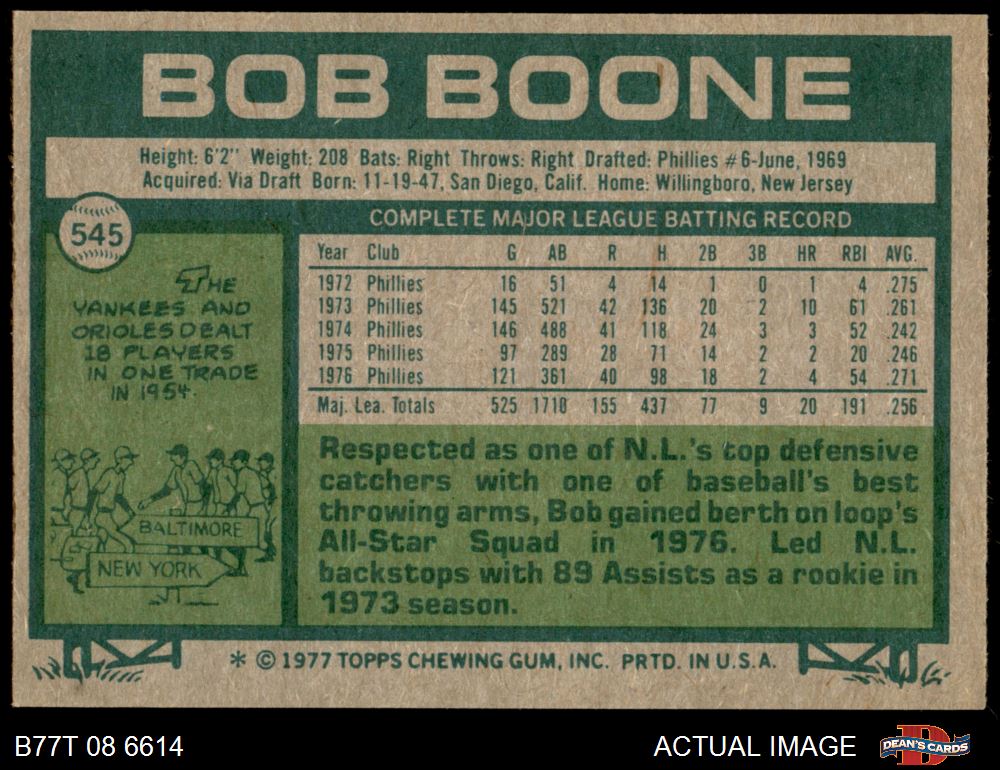 BOB BOONE
Height: 6'2" Weight: 208 Bats: Right Throws: Right Drafted: Phillies #6-June, 1969
Acquired: Via Draft Born: 11-19-47, San Diego, Calif. Home: Willingboro, New Jersey
545
THE
YANKEES AND
ORIOLES DEALT
18 PLAYERS
IN ONE TRADE
IN 1954.
BALTIMORE
NEW YORK
COMPLETE MAJOR LEAGUE BATTING RECORD
Year Club G AB R H 2B 3B HR RBI AVG.
1972 Phillies 16 51 4 14 1 0 1 4 .275
1973 Phillies 145 521 42 136 20 2 10 61 .261
1974 Phillies 146 488 41 118 24 3 3 52 .242
1975 Phillies 97 289 28 71 14 2 2 20 .246
1976 Phillies 121 361 40 98 18 2 4 54 .271
Maj. Lea. Totals 525 1710 155 437 77 9 20 191 .256
Respected as one of N.L.'s top defensive
catchers with one of baseball's best
throwing arms, Bob gained berth on loop's
All-Star Squad in 1976. Led N.L.
backstops with 89 Assists as a rookie in
1973 season.
* © 1977 TOPPS CHEWING GUM, INC. PRTD. IN U.S.A.
B77T 08 6614
ACTUAL IMAGE
DEAN'S CARDS